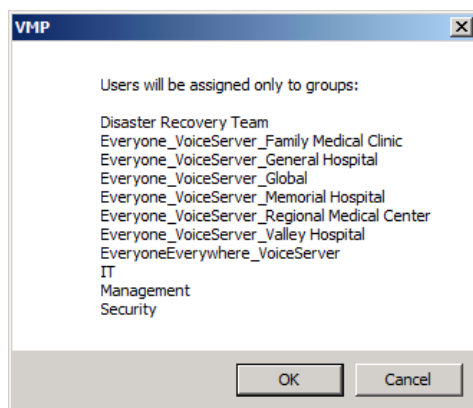 VMP
Users will be assigned only to groups:
Disaster Recovery Team
Everyone_VoiceServer_Family Medical Clinic
Everyone_VoiceServer_General Hospital
Everyone_VoiceServer_Global
Everyone_VoiceServer_Memorial Hospital
Everyone_VoiceServer_Regional Medical Center
Everyone_VoiceServer_Valley Hospital
EveryoneEverywhere_VoiceServer
IT
Management
Security
OK Cancel